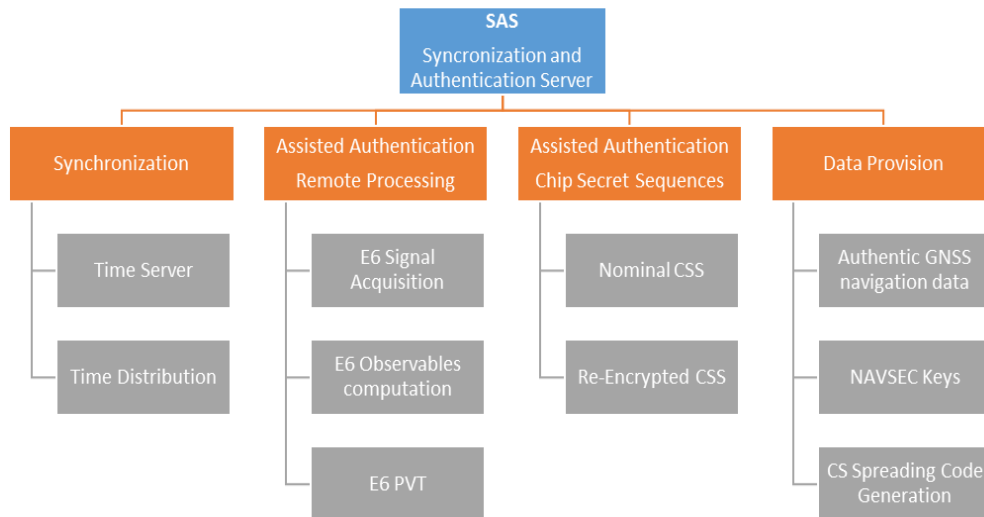 SAS
Syncronization and
Authentication Server
Synchronization
Assisted Authentication
Remote Processing
Assisted Authentication
Chip Secret Sequences
Data Provision
Time Server
E6 Signal
Acquisition
Nominal CSS
Authentic GNSS
navigation data
Time Distribution
E6 Observables
computation
Re-Encrypted CSS
NAVSEC Keys
E6 PVT
CS Spreading Code
Generation